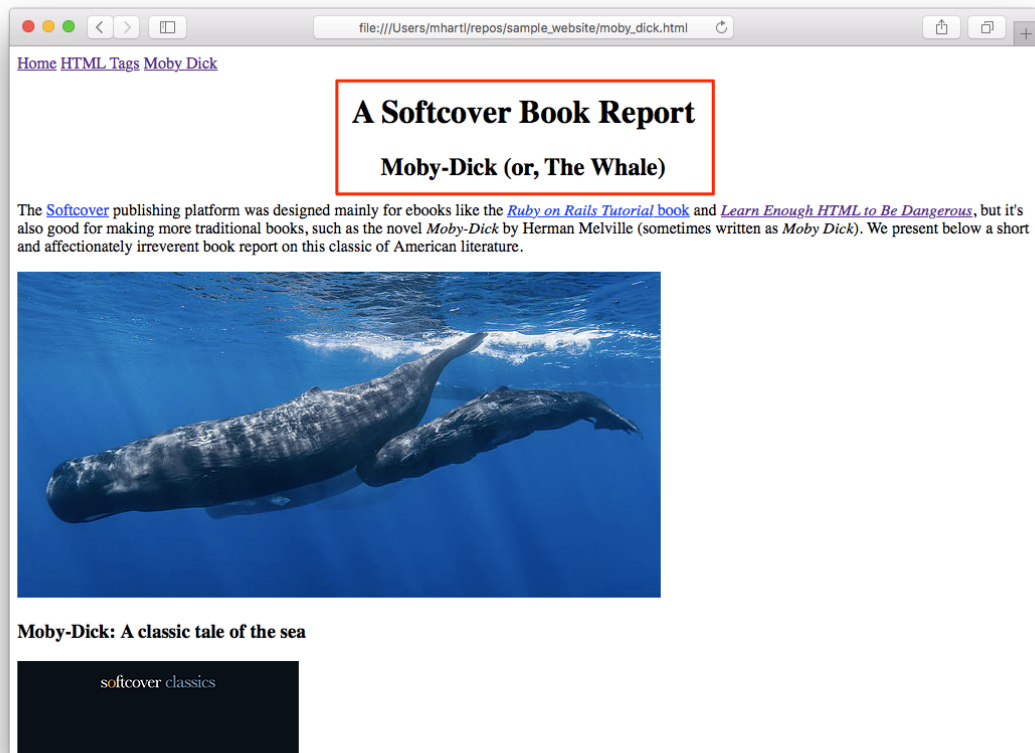 file:///Users/mhartl/repos/sample_website/moby_dick.html
Home HTML Tags Moby Dick
A Softcover Book Report
Moby-Dick (or, The Whale)
The Softcover publishing platform was designed mainly for ebooks like the Ruby on Rails Tutorial book and Learn Enough HTML to Be Dangerous, but it's
also good for making more traditional books, such as the novel Moby-Dick by Herman Melville (sometimes written as Moby Dick). We present below a short
and affectionately irreverent book report on this classic of American literature.
Moby-Dick: A classic tale of the sea
softcover classics